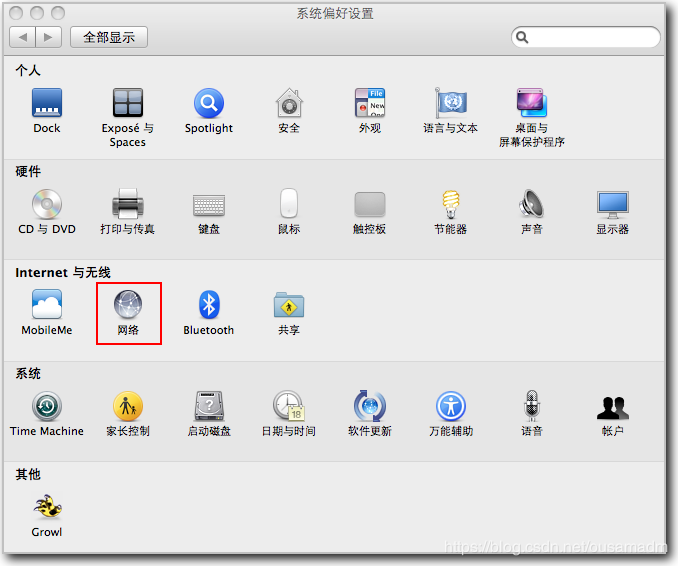 系统偏好设置
全部显示
个人
Dock
Exposé 与
Spaces
Spotlight
安全
File
New
Ope
外观
语言与文本
桌面与
屏幕保护程序
硬件
CD 与 DVD
打印与传真
键盘
鼠标
触控板
节能器
声音
显示器
Internet 与无线
MobileMe
网络
Bluetooth
共享
系统
Time Machine
家长控制
?
启动磁盘
18
日期与时间
软件更新
万能辅助
语音
帐户
其他
Growl
https://blog.csdn.net/ousamadm